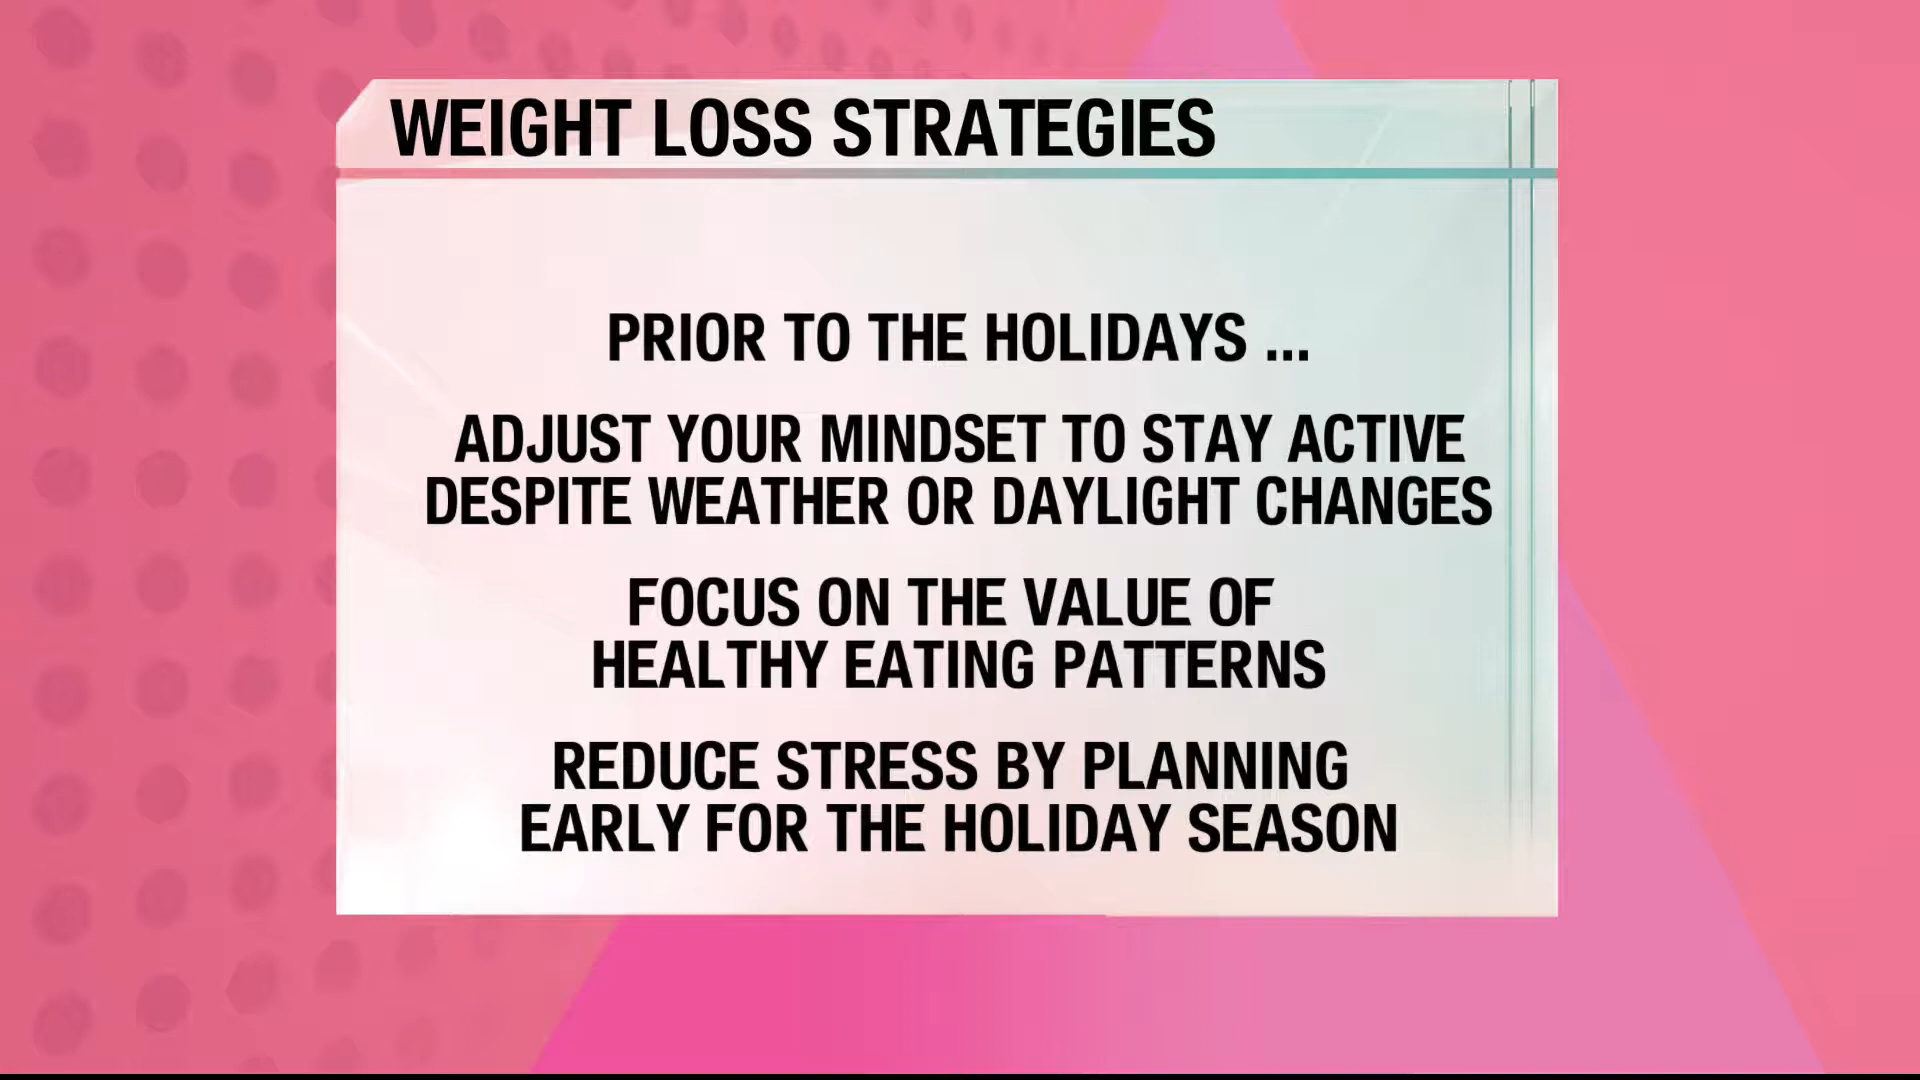 WEIGHT LOSS STRATEGIES
PRIOR TO THE HOLIDAYS ...
ADJUST YOUR MINDSET TO STAY ACTIVE
DESPITE WEATHER OR DAYLIGHT CHANGES
FOCUS ON THE VALUE OF
HEALTHY EATING PATTERNS
REDUCE STRESS BY PLANNING
EARLY FOR THE HOLIDAY SEASON